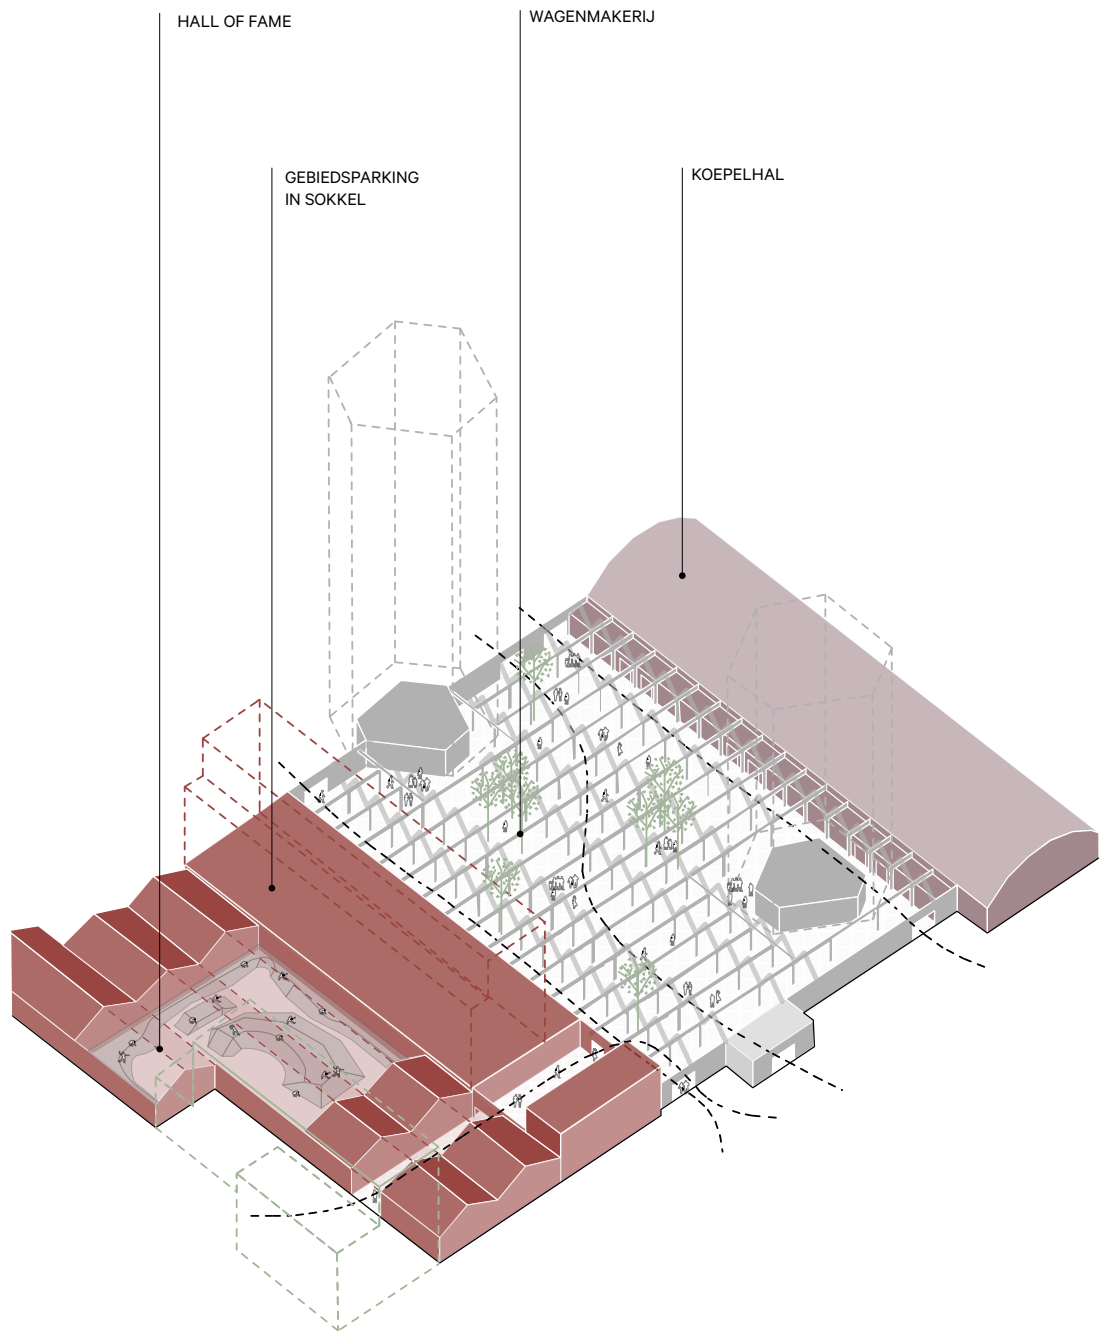 HALL OF FAME
WAGENMAKERIJ
GEBIEDSPARKING
IN SOKKEL
KOEPELHAL